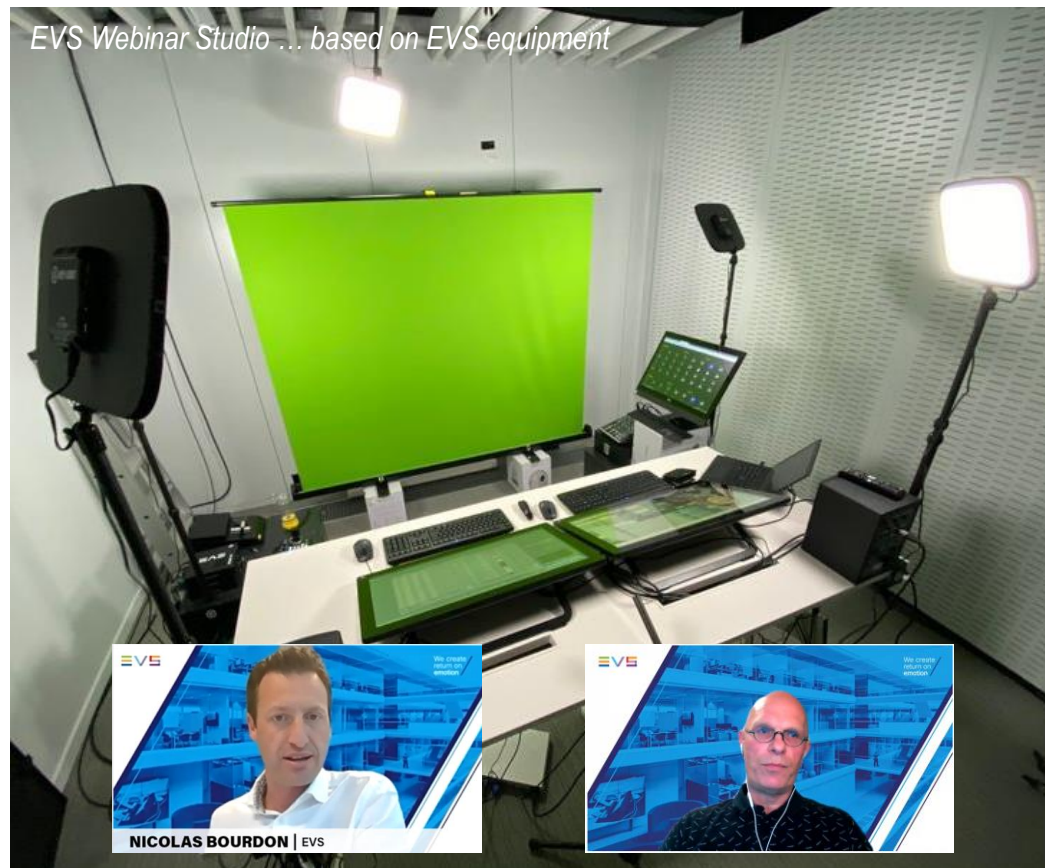 EVS Webinar Studio ... based on EVS equipment
EVS
We create
return on
emotion
EVS
We create
return on
emotion
NICOLAS BOURDON | EVS
EVS